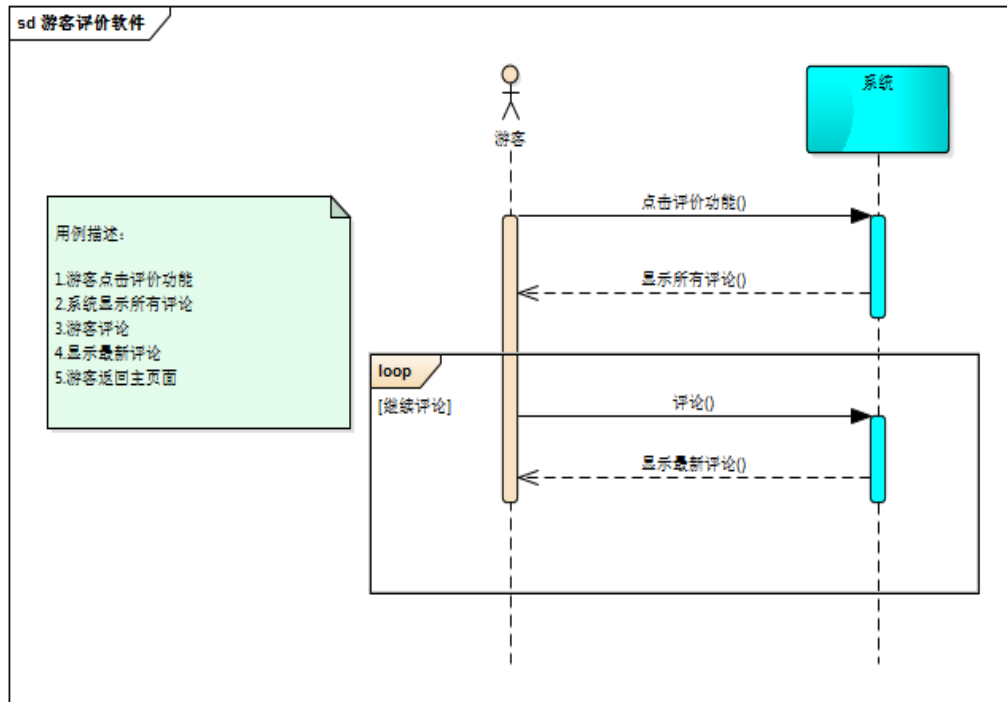 sd 游客评价软件
游客
系统
用例描述：
1.游客点击评价功能
2.系统显示所有评论
3.游客评论
4.显示最新评论
5.游客返回主页面
点击评价功能()
显示所有评论()
loop
[继续评论]
评论()
显示最新评论()